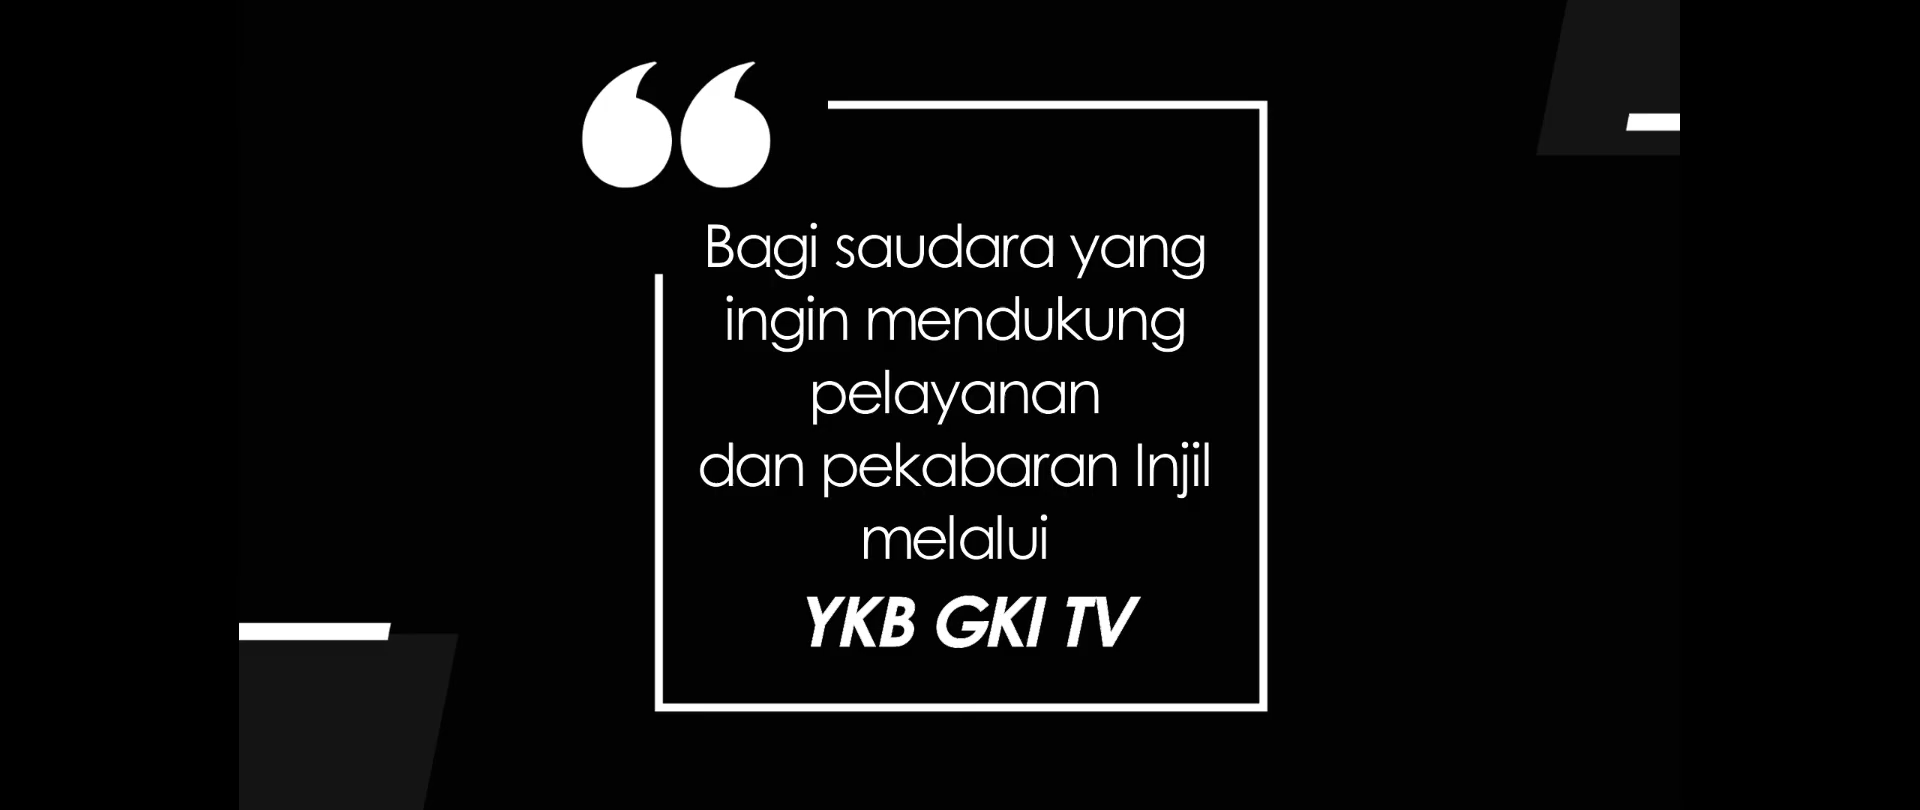 Bagi saudara yang
ingin mendukung
pelayanan
dan pekabaran Injil
melalui
YKB GKI TV